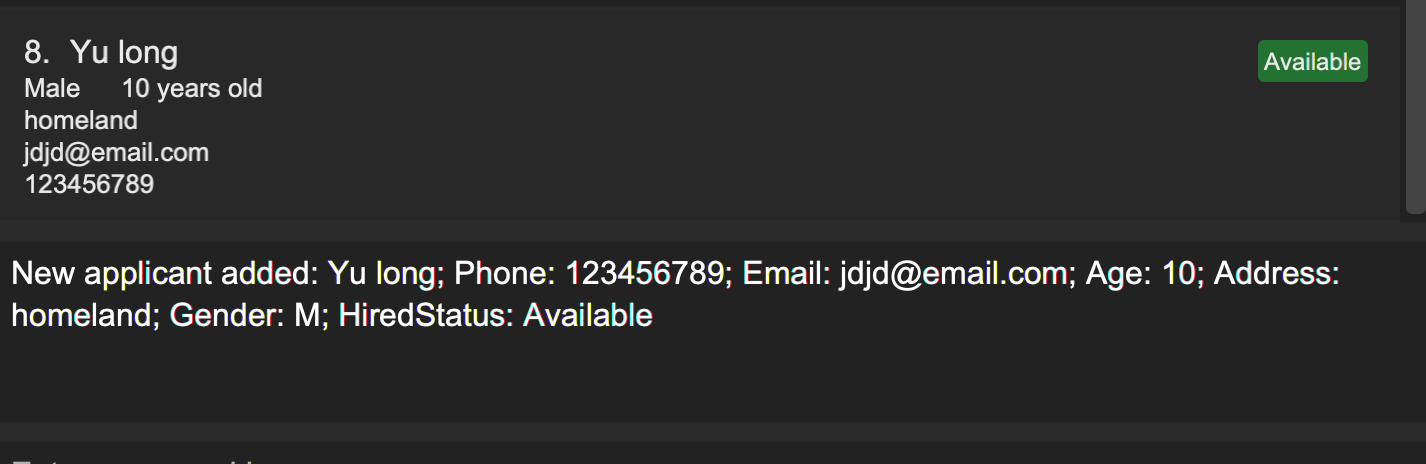 8. Yu long
Available
Male 10 years old
homeland
jdjd@email.com
123456789
New applicant added: Yu long; Phone: 123456789; Email: jdjd@email.com; Age: 10; Address:
homeland; Gender: M; HiredStatus: Available